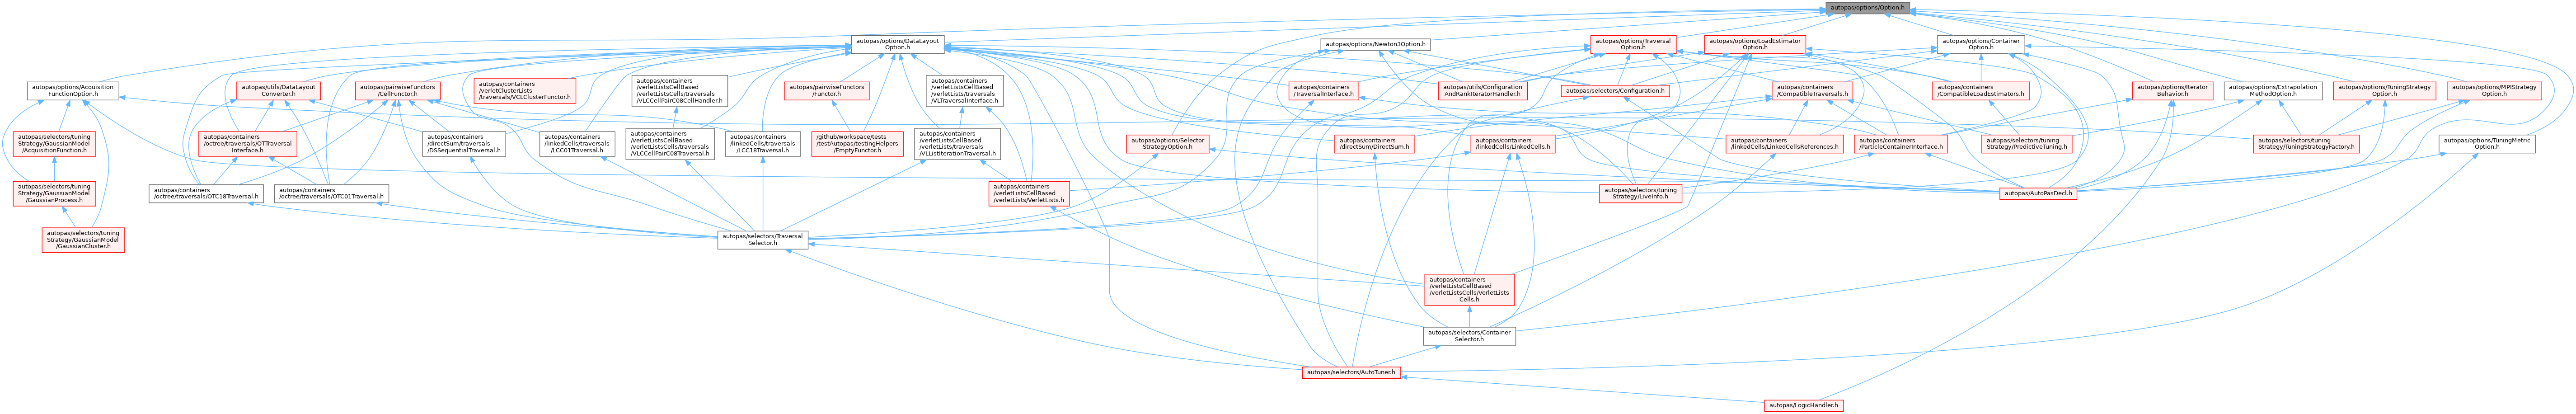 autopas/options/Option.h
autopas/options/DataLayout
Option.h
autopas/options/Newton3Option.h
autopas/options/Traversal
Option.h
autopas/options/LoadEstimator
Option.h
autopas/options/Container
Option.h
autopas/options/Acquisition
FunctionOption.h
autopas/utils/DataLayout
Converter.h
autopas/pairwiseFunctors
/CellFunctor.h
autopas/containers
/verletClusterLists
/traversals/VCLClusterFunctor.h
autopas/containers
/verletListsCellBased
/verletListsCells/traversals
/VLCCellPairC08CellHandler.h
autopas/pairwiseFunctors
/Functor.h
autopas/containers
/verletListsCellBased
/verletLists/traversals
/VLTraversalInterface.h
autopas/containers
/TraversalInterface.h
autopas/utils/Configuration
AndRankIteratorHandler.h
autopas/selectors/Configuration.h
autopas/containers
/CompatibleTraversals.h
autopas/containers
/CompatibleLoadEstimators.h
autopas/options/Iterator
Behavior.h
autopas/options/Extrapolation
MethodOption.h
autopas/options/TuningStrategy
Option.h
autopas/options/MPIStrategy
Option.h
autopas/selectors/tuning
Strategy/GaussianModel
/AcquisitionFunction.h
autopas/containers
/octree/traversals/OTTraversal
Interface.h
autopas/containers
/directSum/traversals
/DSSequentialTraversal.h
autopas/containers
/linkedCells/traversals
/LCC01Traversal.h
autopas/containers
/verletListsCellBased
/verletListsCells/traversals
/VLCCellPairC08Traversal.h
autopas/containers
/linkedCells/traversals
/LCC18Traversal.h
/github/workspace/tests
/testAutopas/testingHelpers
/EmptyFunctor.h
autopas/containers
/verletListsCellBased
/verletLists/traversals
/VLListIterationTraversal.h
autopas/options/Selector
StrategyOption.h
autopas/containers
/directSum/DirectSum.h
autopas/containers
/linkedCells/LinkedCells.h
autopas/containers
/linkedCells/LinkedCellsReferences.h
autopas/containers
/ParticleContainerInterface.h
autopas/selectors/tuning
Strategy/PredictiveTuning.h
autopas/selectors/tuning
Strategy/TuningStrategyFactory.h
autopas/options/TuningMetric
Option.h
autopas/selectors/tuning
Strategy/GaussianModel
/GaussianProcess.h
autopas/containers
/octree/traversals/OTC18Traversal.h
autopas/containers
/octree/traversals/OTC01Traversal.h
autopas/containers
/verletListsCellBased
/verletLists/VerletLists.h
autopas/selectors/tuning
Strategy/LiveInfo.h
autopas/AutoPasDecl.h
autopas/selectors/tuning
Strategy/GaussianModel
/GaussianCluster.h
autopas/selectors/Traversal
Selector.h
autopas/containers
/verletListsCellBased
/verletListsCells/VerletLists
Cells.h
autopas/selectors/Container
Selector.h
autopas/selectors/AutoTuner.h
autopas/LogicHandler.h